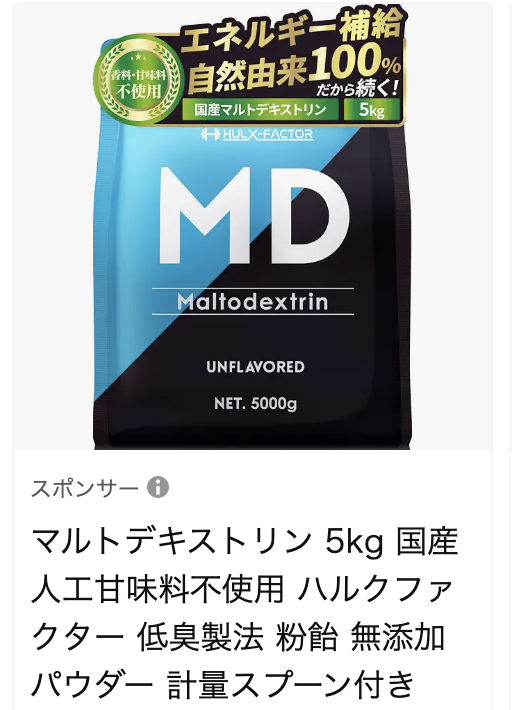 エネルギー補給
香料・甘味料
不使用
自然由来100%
だから続く!
国産マルトデキストリン 5kg
HULX-FACTOR
MD
Maltodextrin
UNFLAVORED
NET. 5000g
スポンサー
マルトデキストリン 5kg 国産
人工甘味料不使用 ハルクファ
クター 低臭製法 粉飴 無添加
パウダー 計量スプーン付き